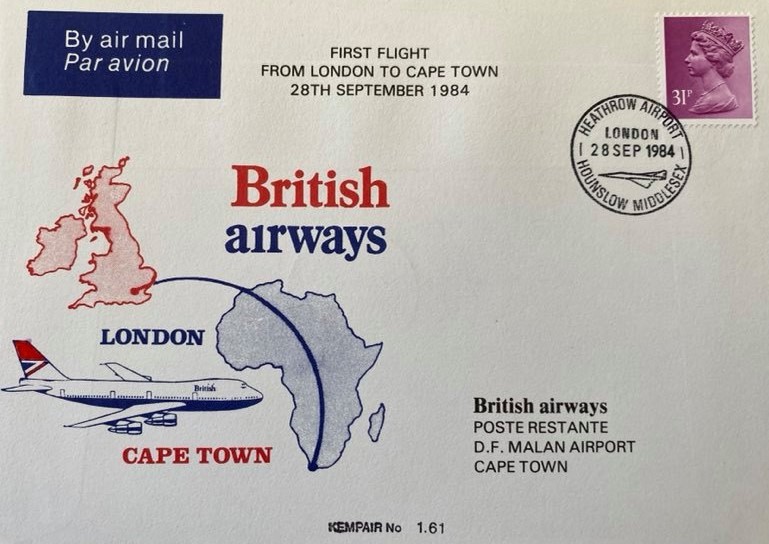 By air mail
Par avion
FIRST FLIGHT
FROM LONDON TO CAPE TOWN
28TH SEPTEMBER 1984
31P
HEATHROW AIRPORT
LONDON
28 SEP 1984
HOUNSLOW MIDDLESEX
British
airways
LONDON
British
CAPE TOWN
British airways
POSTE RESTANTE
D.F. MALAN AIRPORT
CAPE TOWN
KEMPAIR No 1.61